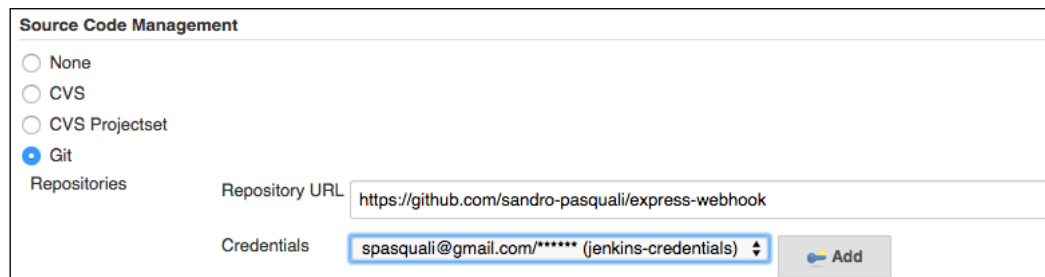 Source Code Management
None
CVS
CVS Projectset
Git
Repositories
Repository URL https://github.com/sandro-pasquali/express-webhook
Credentials spasquali@gmail.com/****** (jenkins-credentials) Add